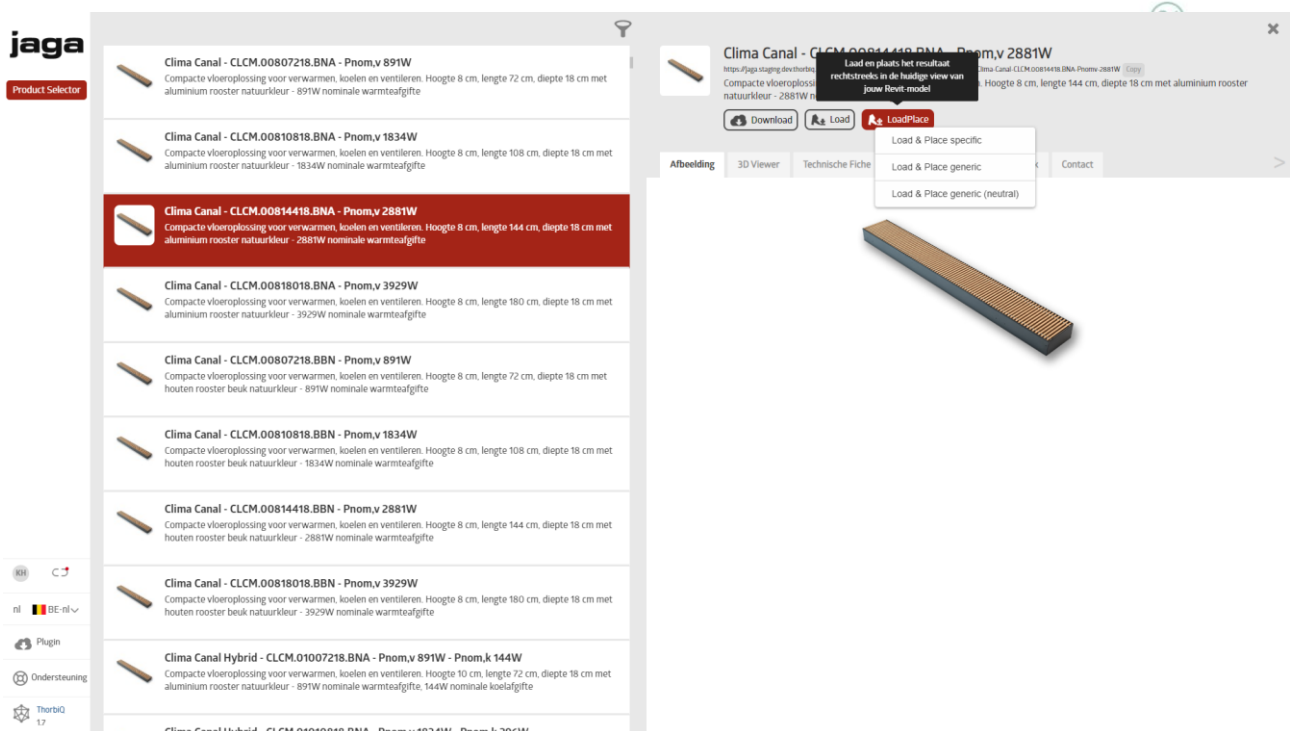 jaga
Product Selector
Clima Canal - CLCM.00807218.BNA - Pnom,v 891W
Compacte vloeroplossing voor verwarmen, koelen en ventileren. Hoogte 8 cm, lengte 72 cm, diepte 18 cm met
aluminium rooster natuurkleur - 891W nominale warmteafgifte
Clima Canal - CLCM.00810818.BNA - Pnom,v 1834W
Compacte vloeroplossing voor verwarmen, koelen en ventileren. Hoogte 8 cm, lengte 108 cm, diepte 18 cm met
aluminium rooster natuurkleur - 1834W nominale warmteafgifte
Clima Canal - CLCM.00814418.BNA - Pnom,v 2881W
Compacte vloeroplossing voor verwarmen, koelen en ventileren. Hoogte 8 cm, lengte 144 cm, diepte 18 cm met
aluminium rooster natuurkleur - 2881W nominale warmteafgifte
Clima Canal - CLCM.00818018.BNA - Pnom,v 3929W
Compacte vloeroplossing voor verwarmen, koelen en ventileren. Hoogte 8 cm, lengte 180 cm, diepte 18 cm met
aluminium rooster natuurkleur - 3929W nominale warmteafgifte
Clima Canal - CLCM.00807218.BBN - Pnom,v 891W
Compacte vloeroplossing voor verwarmen, koelen en ventileren. Hoogte 8 cm, lengte 72 cm, diepte 18 cm met
houten rooster beuk natuurkleur - 891W nominale warmteafgifte
Clima Canal - CLCM.00810818.BBN - Pnom,v 1834W
Compacte vloeroplossing voor verwarmen, koelen en ventileren. Hoogte 8 cm, lengte 108 cm, diepte 18 cm met
houten rooster beuk natuurkleur - 1834W nominale warmteafgifte
Clima Canal - CLCM.00814418.BBN - Pnom,v 2881W
Compacte vloeroplossing voor verwarmen, koelen en ventileren. Hoogte 8 cm, lengte 144 cm, diepte 18 cm met
houten rooster beuk natuurkleur - 2881W nominale warmteafgifte
Clima Canal - CLCM.00818018.BBN - Pnom,v 3929W
Compacte vloeroplossing voor verwarmen, koelen en ventileren. Hoogte 8 cm, lengte 180 cm, diepte 18 cm met
houten rooster beuk natuurkleur - 3929W nominale warmteafgifte
Clima Canal Hybrid - CLCM.01007218.BNA - Pnom,v 891W - Pnom,k 144W
Compacte vloeroplossing voor verwarmen, koelen en ventileren. Hoogte 10 cm, lengte 72 cm, diepte 18 cm met
aluminium rooster natuurkleur - 891W nominale warmteafgifte, 144W nominale koelafgifte
KH
nl BE-nl
Plugin
Ondersteuning
ThorbiQ
1.7
Clima Canal - CLCM.00814418.BNA - Pnom,v 2881W
Clima-Canal-CLCM.00814418.BNA-Pnomv-2881W Copy
Compacte vloeroplossi Hoogte 8 cm, lengte 144 cm, diepte 18 cm met aluminium rooster
natuurkleur - 2881W n
Laad en plaats het resultaat
rechtstreeks in de huidige view van
jouw Revit-model
Download Load LoadPlace
Load & Place specific
Load & Place generic
Load & Place generic (neutral)
Afbeelding 3D Viewer Technische Fiche Contact